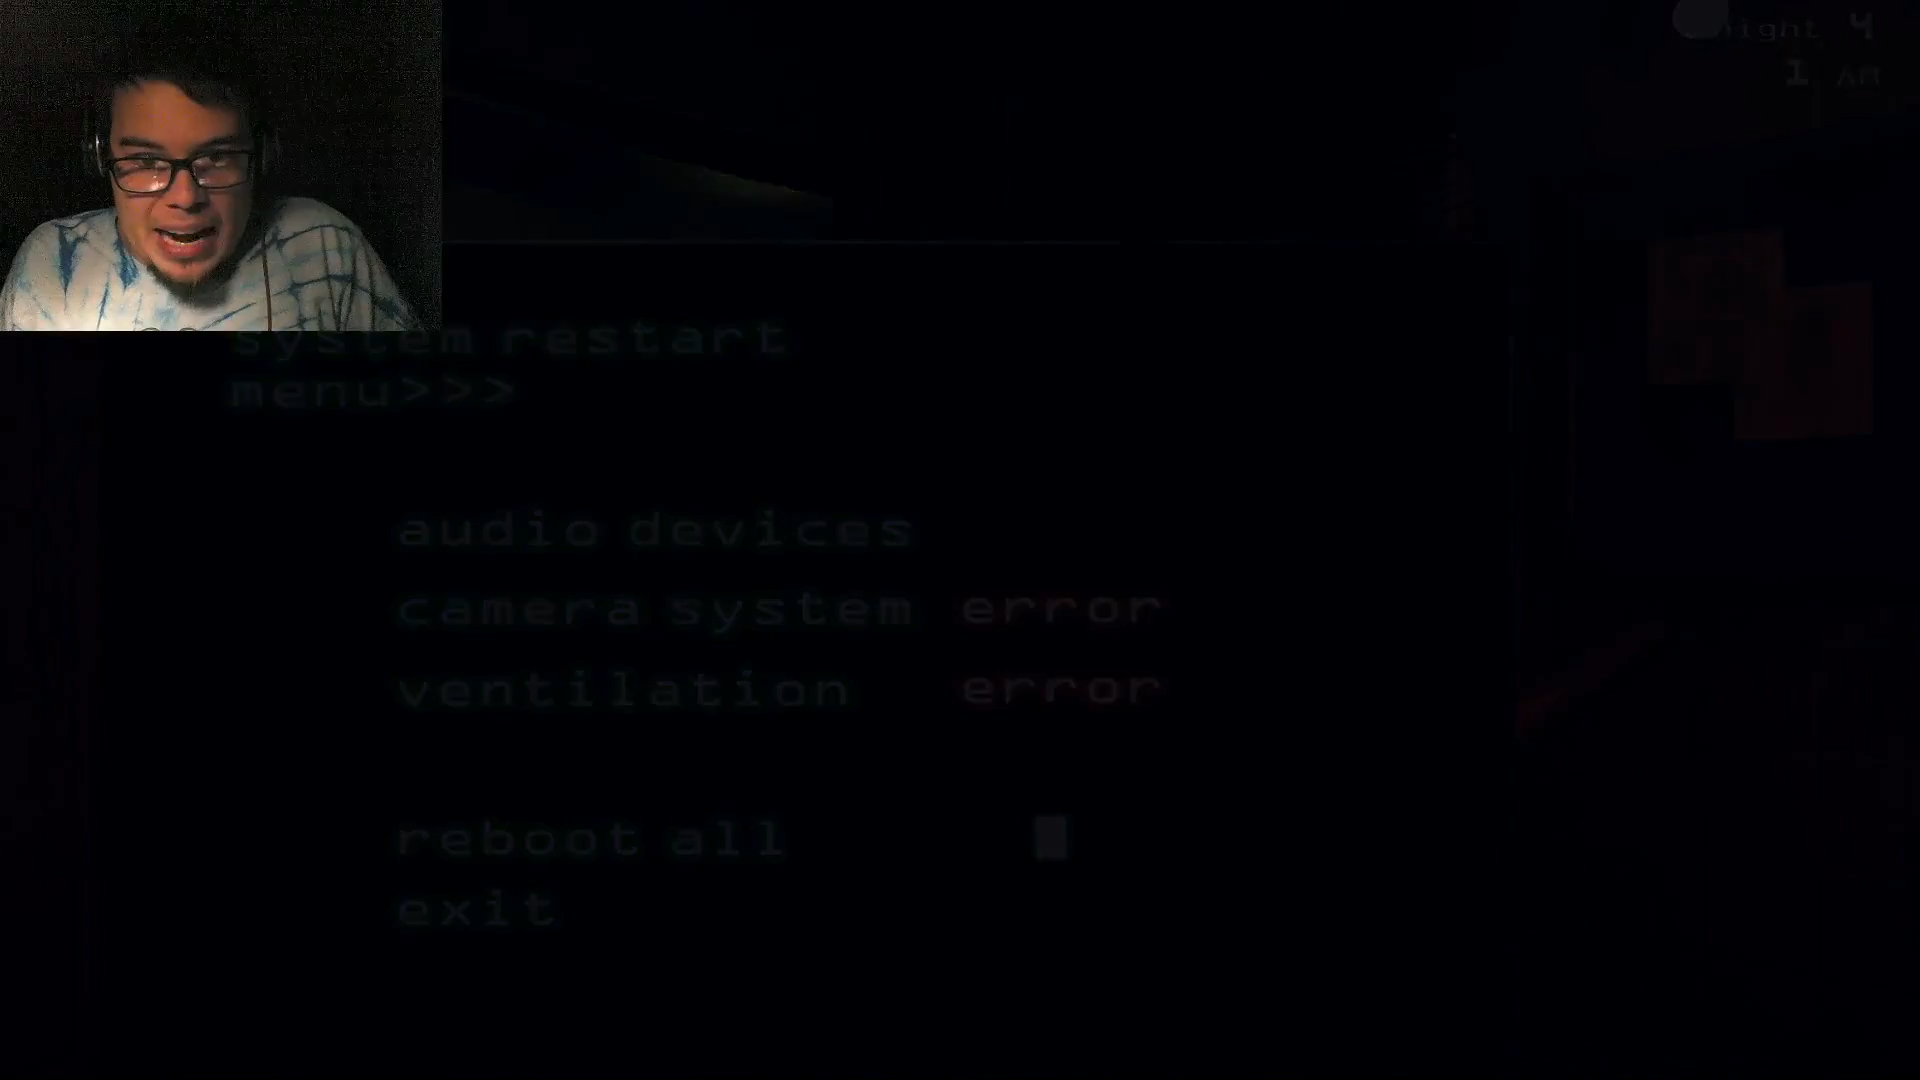 night 4
1 AM
system restart
menu>>>
audio devices
camera system error
ventilation error
reboot all
exit